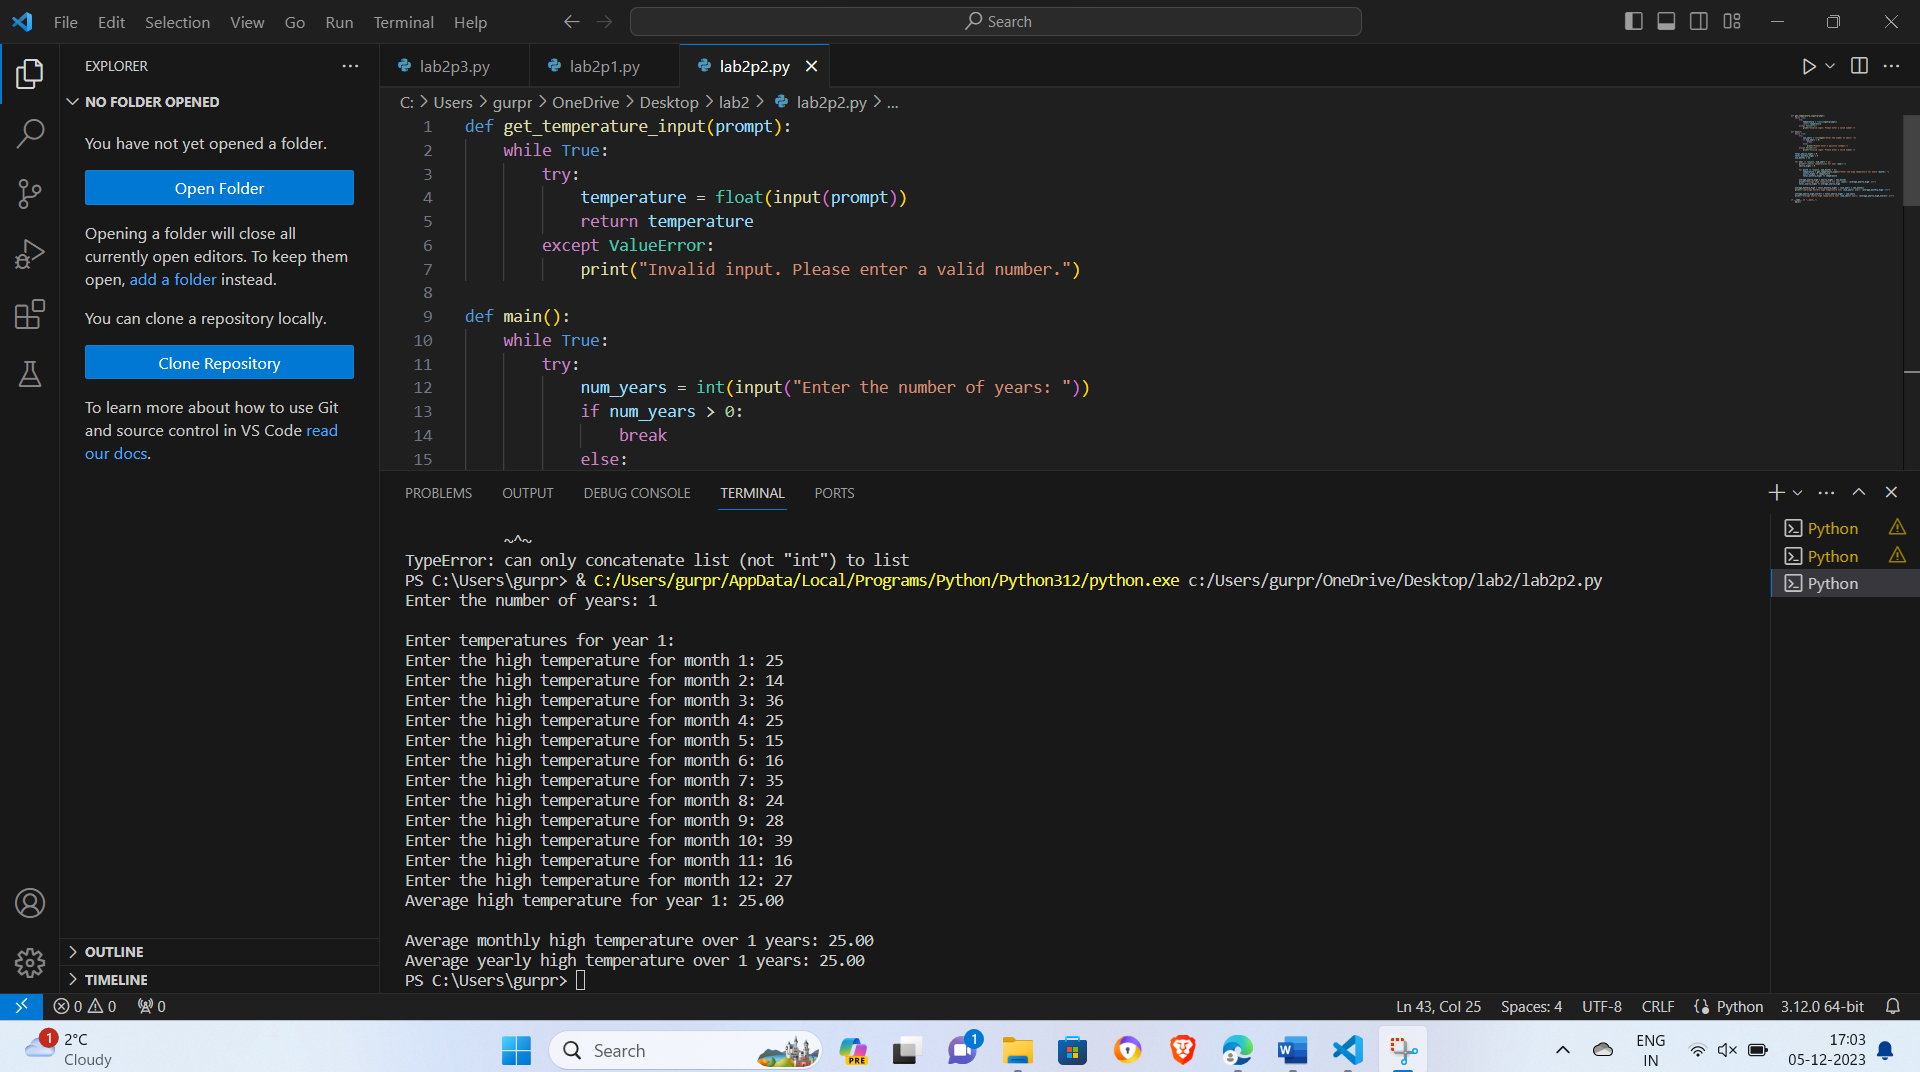 File Edit Selection View Go Run Terminal Help
Search
EXPLORER
NO FOLDER OPENED
You have not yet opened a folder.
Open Folder
Opening a folder will close all
currently open editors. To keep them
open, add a folder instead.
You can clone a repository locally.
Clone Repository
To learn more about how to use Git
and source control in VS Code read
our docs.
OUTLINE
TIMELINE
lab2p3.py lab2p1.py lab2p2.py
C: > Users > gurpr > OneDrive > Desktop > lab2 > lab2p2.py > ...
1 def get_temperature_input(prompt):
2 while True:
3 try:
4 temperature = float(input(prompt))
5 return temperature
6 except ValueError:
7 print("Invalid input. Please enter a valid number.")
8
9 def main():
10 while True:
11 try:
12 num_years = int(input("Enter the number of years: "))
13 if num_years > 0:
14 break
15 else:
PROBLEMS OUTPUT DEBUG CONSOLE TERMINAL PORTS
~^~
TypeError: can only concatenate list (not "int") to list
PS C:\Users\gurpr> & C:/Users/gurpr/AppData/Local/Programs/Python/Python312/python.exe c:/Users/gurpr/OneDrive/Desktop/lab2/lab2p2.py
Enter the number of years: 1
Enter temperatures for year 1:
Enter the high temperature for month 1: 25
Enter the high temperature for month 2: 14
Enter the high temperature for month 3: 36
Enter the high temperature for month 4: 25
Enter the high temperature for month 5: 15
Enter the high temperature for month 6: 16
Enter the high temperature for month 7: 35
Enter the high temperature for month 8: 24
Enter the high temperature for month 9: 28
Enter the high temperature for month 10: 39
Enter the high temperature for month 11: 16
Enter the high temperature for month 12: 27
Average high temperature for year 1: 25.00
Average monthly high temperature over 1 years: 25.00
Average yearly high temperature over 1 years: 25.00
PS C:\Users\gurpr>
Python
Python
Python
0 0 0
Ln 43, Col 25 Spaces: 4 UTF-8 CRLF Python 3.12.0 64-bit
1
2°C
Cloudy
Search
PRE
1
ENG
IN
17:03
05-12-2023